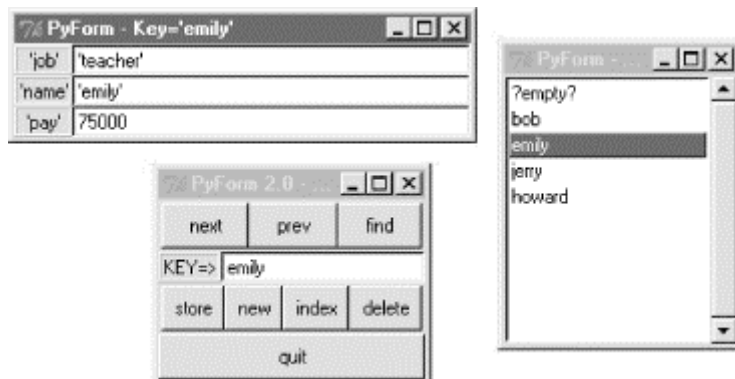 PyForm - Key='emily'
'job' 'teacher'
'name' 'emily'
'pay' 75000
PyForm - ...
?empty?
bob
emily
jerry
howard
PyForm 2.0 - ...
next prev find
KEY=> emily
store new index delete
quit